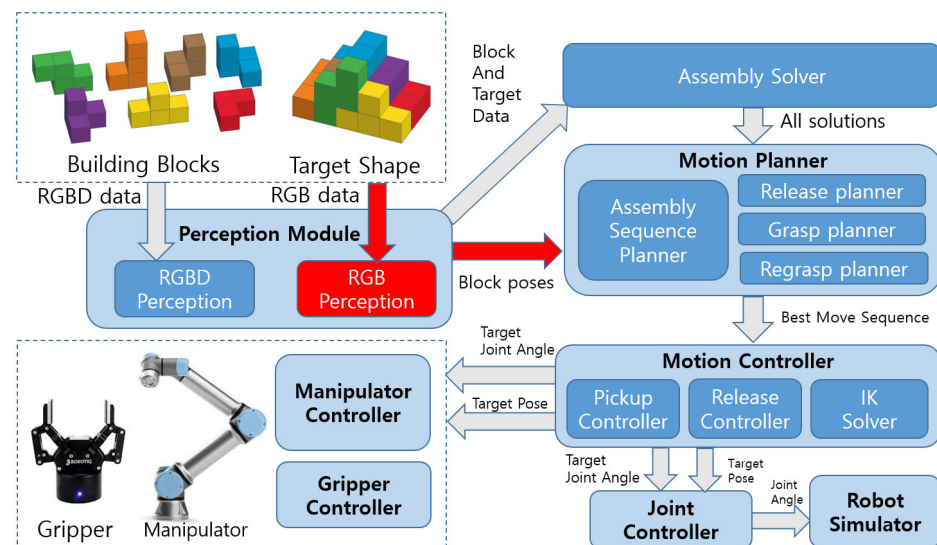 Building Blocks
Target Shape
RGBD data
RGB data
Block
And
Target
Data
Assembly Solver
All solutions
Perception Module
RGBD
Perception
RGB
Perception
Block poses
Motion Planner
Assembly
Sequence
Planner
Release planner
Grasp planner
Regrasp planner
Best Move Sequence
Target
Joint Angle
Target Pose
Motion Controller
Pickup
Controller
Release
Controller
IK
Solver
Manipulator
Controller
Gripper
Controller
ROBOTIQ
Gripper
Manipulator
Target
Joint Angle
Target
Pose
Joint
Controller
Joint
Angle
Robot
Simulator